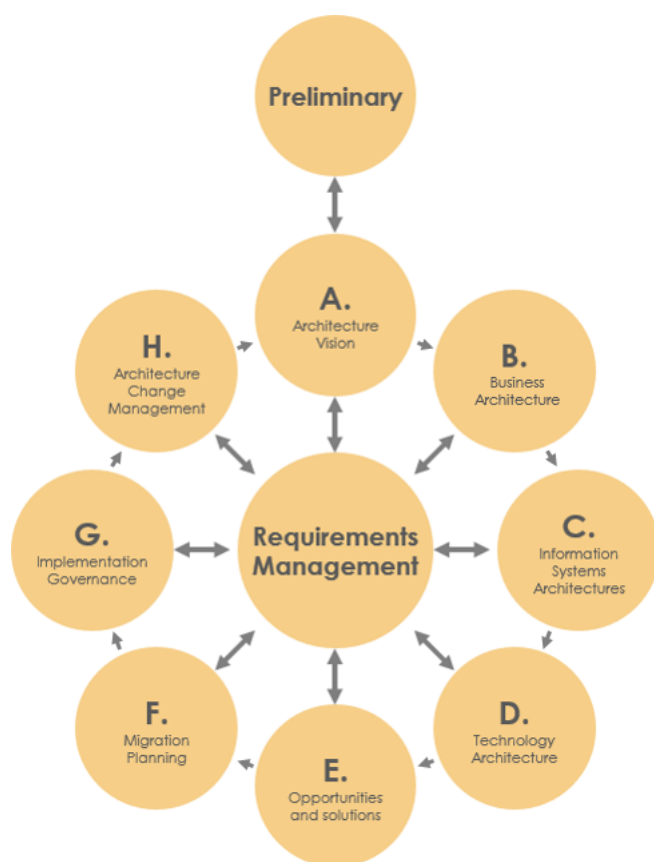 Preliminary
A.
Architecture
Vision
B.
Business
Architecture
C.
Information
Systems
Architectures
D.
Technology
Architecture
E.
Opportunities
and solutions
F.
Migration
Planning
G.
Implementation
Governance
H.
Architecture
Change
Management
Requirements
Management